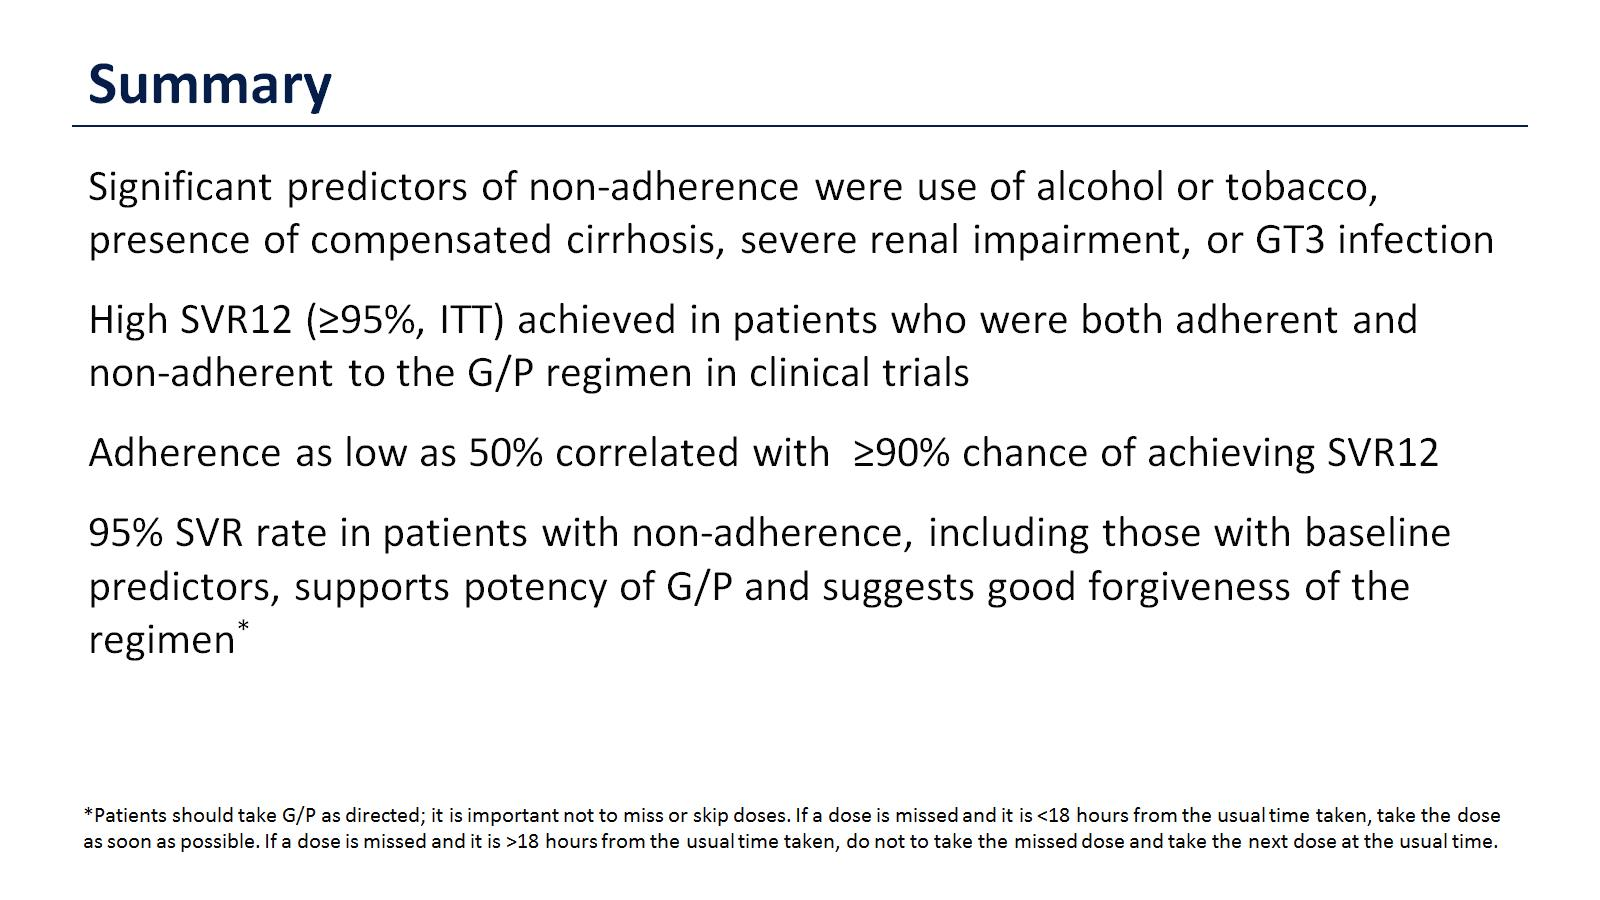 Summary
Significant predictors of non-adherence were use of alcohol or tobacco,
presence of compensated cirrhosis, severe renal impairment, or GT3 infection
High SVR12 (≥95%, ITT) achieved in patients who were both adherent and
non-adherent to the G/P regimen in clinical trials
Adherence as low as 50% correlated with  ≥90% chance of achieving SVR12
95% SVR rate in patients with non-adherence, including those with baseline
predictors, supports potency of G/P and suggests good forgiveness of the
regimen*
*Patients should take G/P as directed; it is important not to miss or skip doses. If a dose is missed and it is <18 hours from the usual time taken, take the dose
as soon as possible. If a dose is missed and it is >18 hours from the usual time taken, do not to take the missed dose and take the next dose at the usual time.